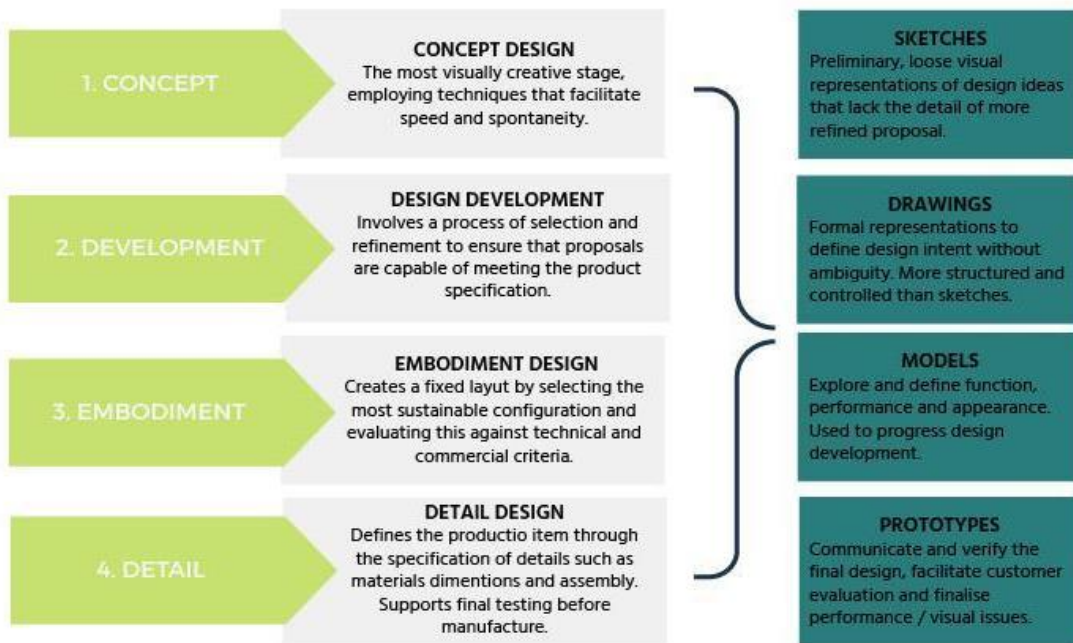 1. CONCEPT
CONCEPT DESIGN
The most visually creative stage,
employing techniques that facilitate
speed and spontaneity.
SKETCHES
Preliminary, loose visual
representations of design ideas
that lack the detail of more
refined proposal.
2. DEVELOPMENT
DESIGN DEVELOPMENT
Involves a process of selection and
refinement to ensure that proposals
are capable of meeting the product
specification.
DRAWINGS
Formal representations to
define design intent without
ambiguity. More structured and
controlled than sketches.
3. EMBODIMENT
EMBODIMENT DESIGN
Creates a fixed layut by selecting the
most sustainable configuration and
evaluating this against technical and
commercial criteria.
MODELS
Explore and define function,
performance and appearance.
Used to progress design
development.
4. DETAIL
DETAIL DESIGN
Defines the productio item through
the specification of details such as
materials dimentions and assembly.
Supports final testing before
manufacture.
PROTOTYPES
Communicate and verify the
final design, facilitate customer
evaluation and finalise
performance / visual issues.